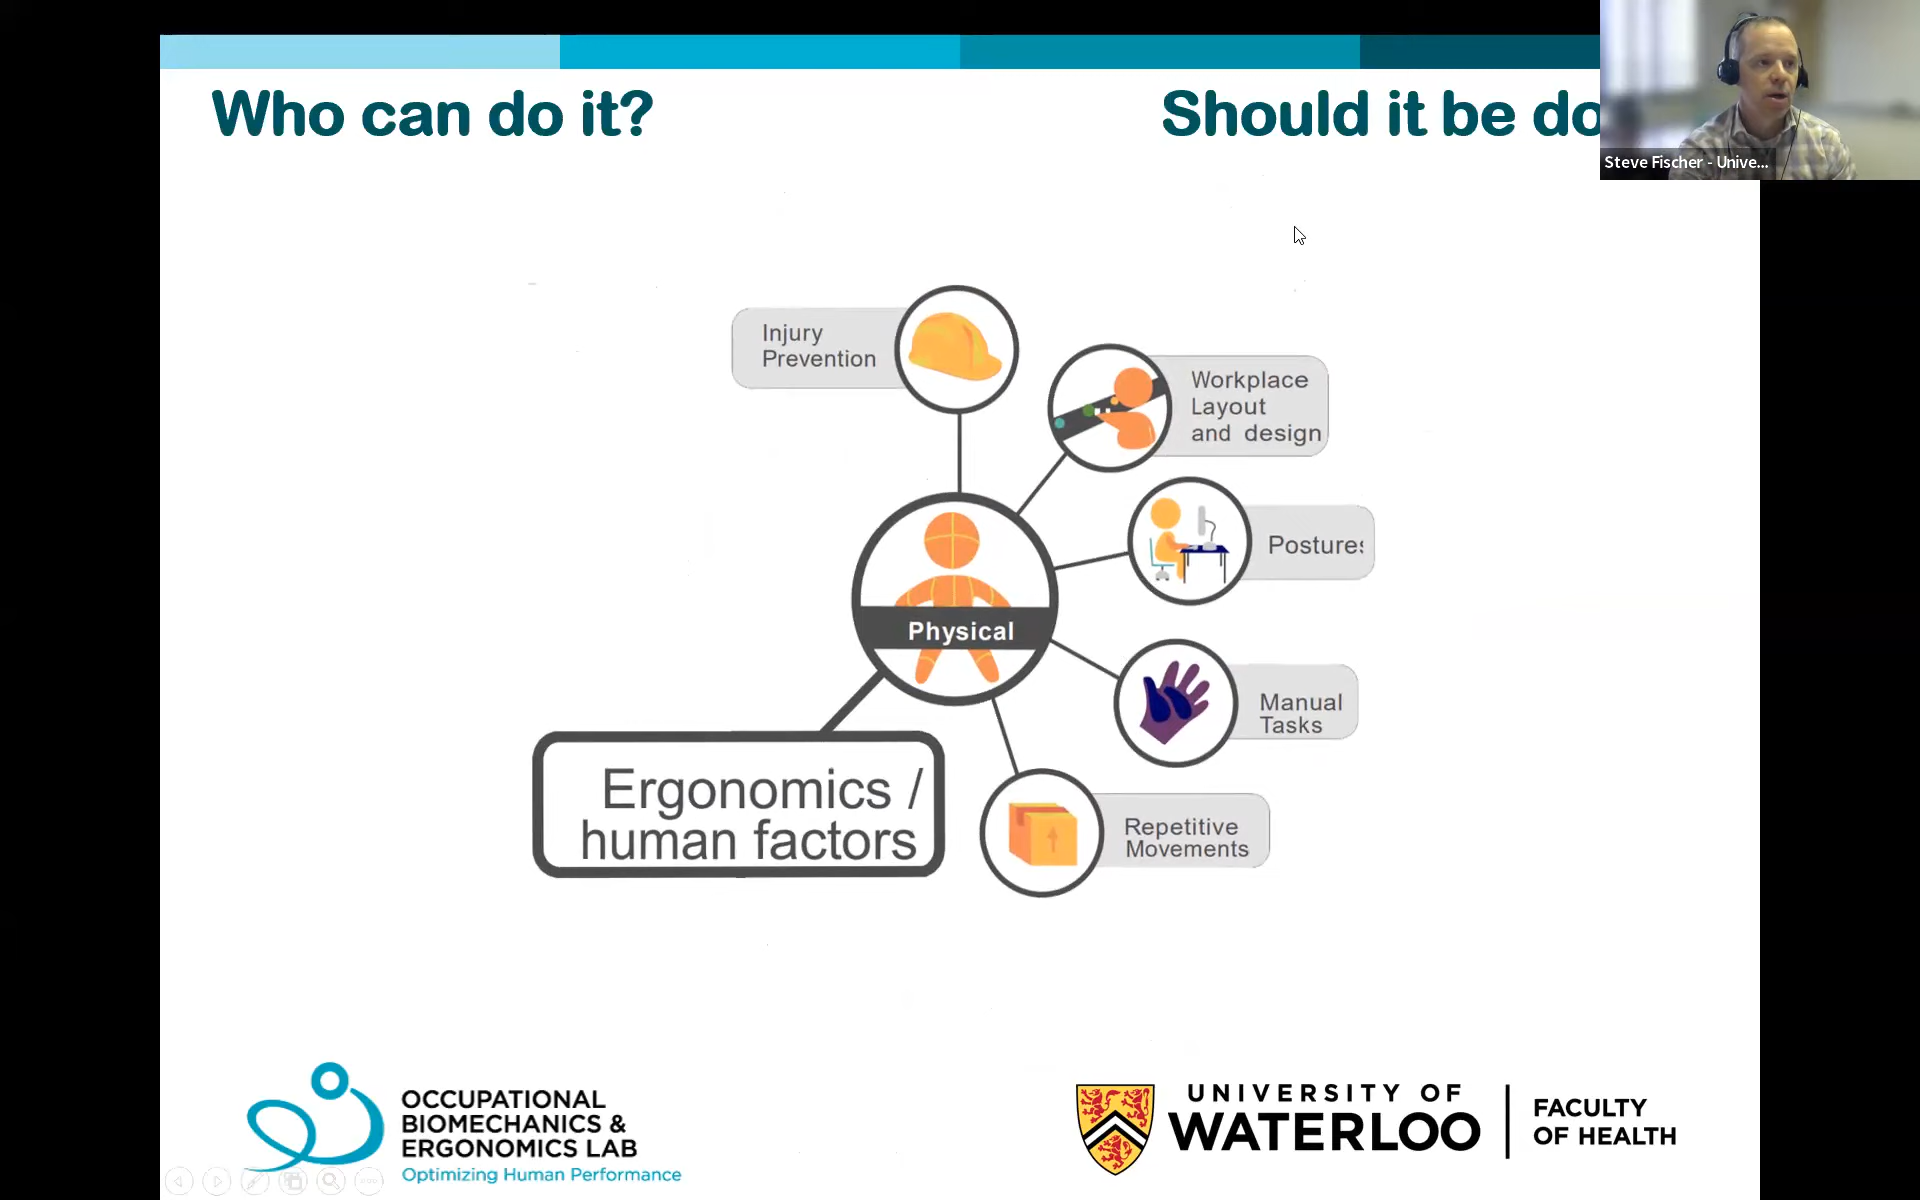 Who can do it?
Should it be do
Steve Fischer - Unive...
Injury
Prevention
Workplace
Layout
and design
Postures
Physical
Manual
Tasks
Ergonomics /
human factors
Repetitive
Movements
OCCUPATIONAL
BIOMECHANICS &
ERGONOMICS LAB
Optimizing Human Performance
UNIVERSITY OF
WATERLOO
FACULTY
OF HEALTH